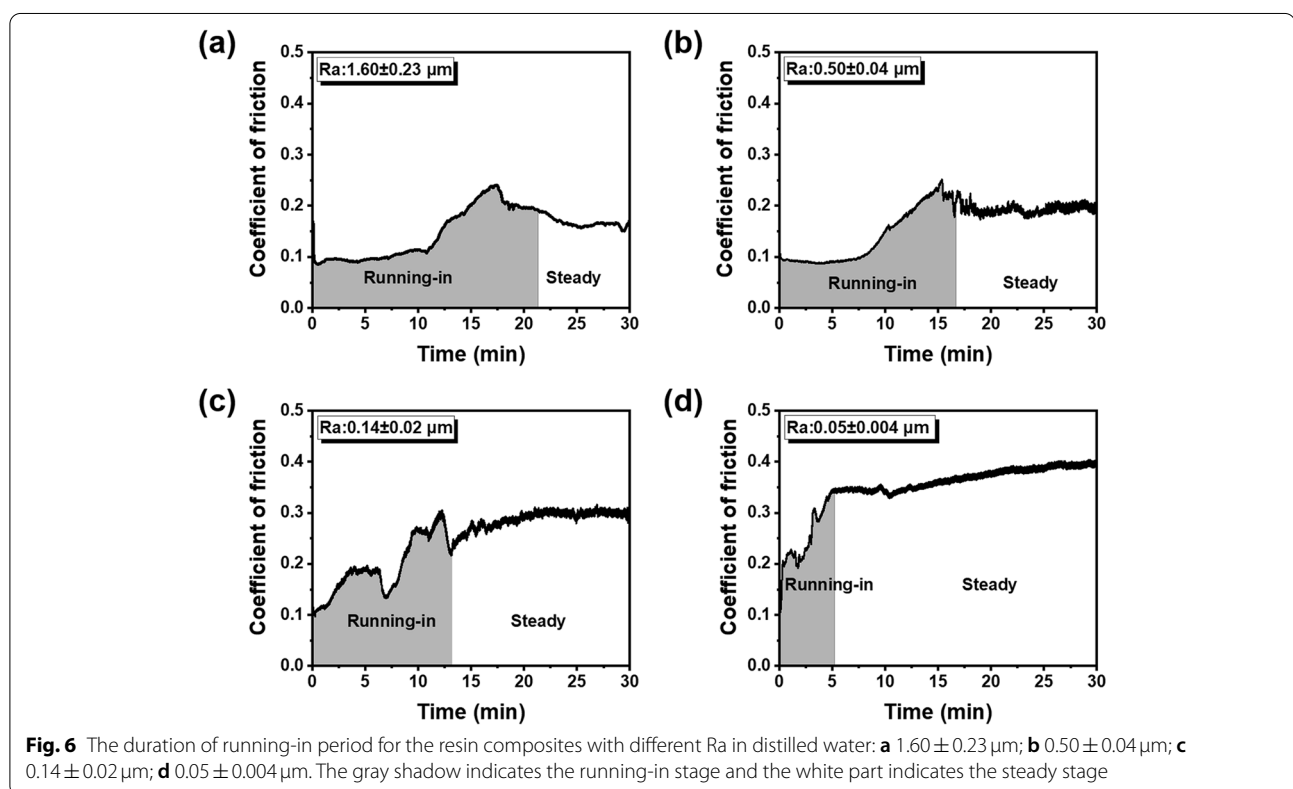 (a)
Ra:1.60±0.23 µm
Coefficient of friction
0.5
0.4
0.3
0.2
0.1
0.0
Running-in
Steady
0 5 10 15 20 25 30
Time (min)
(b)
Ra:0.50±0.04 µm
Coefficient of friction
0.5
0.4
0.3
0.2
0.1
0.0
Running-in
Steady
0 5 10 15 20 25 30
Time (min)
(c)
Ra:0.14±0.02 µm
Coefficient of friction
0.5
0.4
0.3
0.2
0.1
0.0
Running-in
Steady
0 5 10 15 20 25 30
Time (min)
(d)
Ra:0.05±0.004 µm
Coefficient of friction
0.5
0.4
0.3
0.2
0.1
0.0
Running-in
Steady
0 5 10 15 20 25 30
Time (min)
Fig. 6 The duration of running-in period for the resin composites with different Ra in distilled water: a 1.60 ± 0.23 µm; b 0.50 ± 0.04 µm; c
0.14 ± 0.02 µm; d 0.05 ± 0.004 µm. The gray shadow indicates the running-in stage and the white part indicates the steady stage